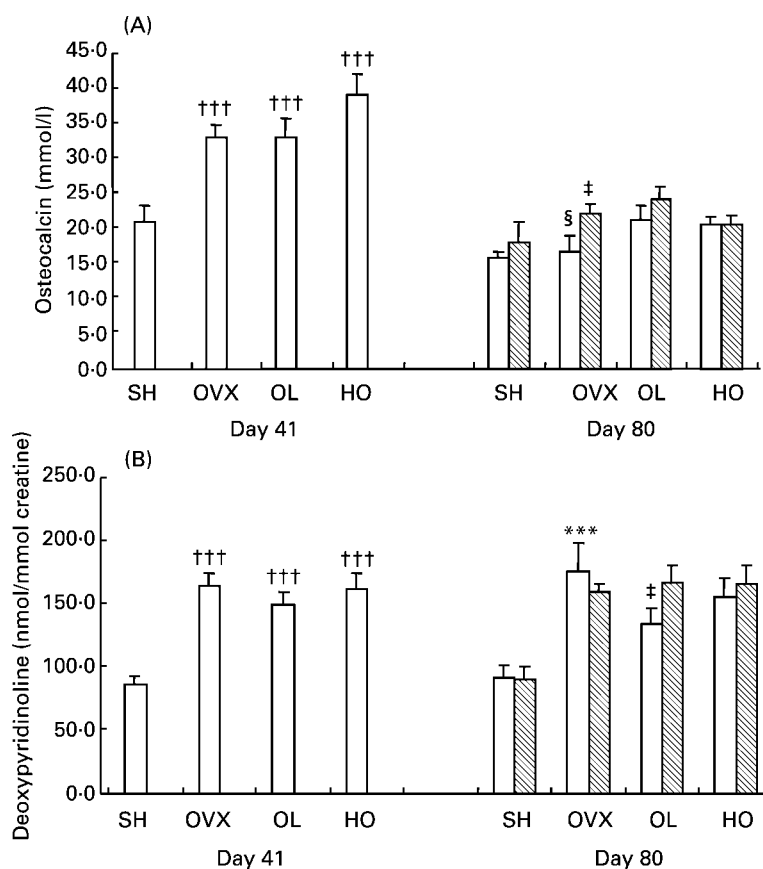 (A)
Osteocalcin (mmol/l)
45·0
40·0
35·0
30·0
25·0
20·0
15·0
10·0
5·0
0·0
††† ††† †††
§ ‡
SH OVX OL HO SH OVX OL HO
Day 41 Day 80
(B)
Deoxypyridinoline (nmol/mmol creatine)
250·0
200·0
150·0
100·0
50·0
0·0
††† ††† †††
*** ‡
SH OVX OL HO SH OVX OL HO
Day 41 Day 80